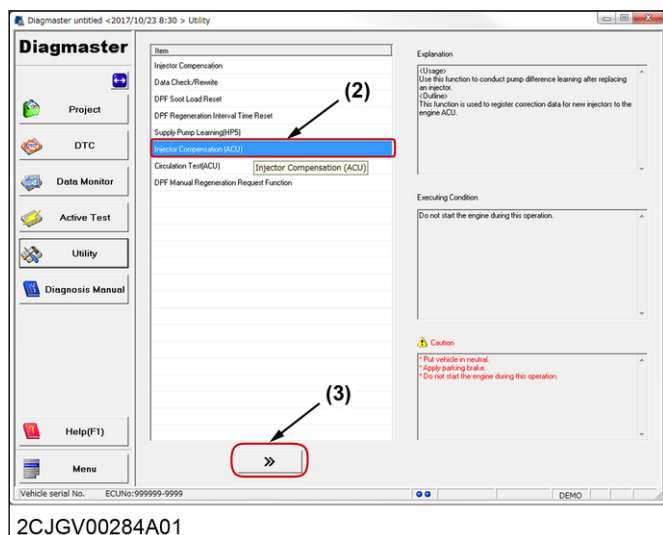 Diagmaster untitled <2017/10/23 8:30 > Utility
Diagmaster
Project
DTC
Data Monitor
Active Test
Utility
Diagnosis Manual
Help(F1)
Menu
Item
Injector Compensation
Data Check/Rewrite
DPF Soot Load Reset
DPF Regeneration Interval Time Reset
Supply Pump Learning(HP5)
Injector Compensation (ACU)
Circulation Test(ACU)
Injector Compensation (ACU)
DPF Manual Regeneration Request Function
(2)
(3)
»
Explanation
<Usage>
Use this function to conduct pump difference learning after replacing
an injector.
<Outline>
This function is used to register correction data for new injectors to the
engine ACU.
Executing Condition
Do not start the engine during this operation.
Caution
* Put vehicle in neutral.
* Apply parking brake.
* Do not start the engine during this operation.
Vehicle serial No. ECUNo:999999-9999
DEMO
2CJGV00284A01